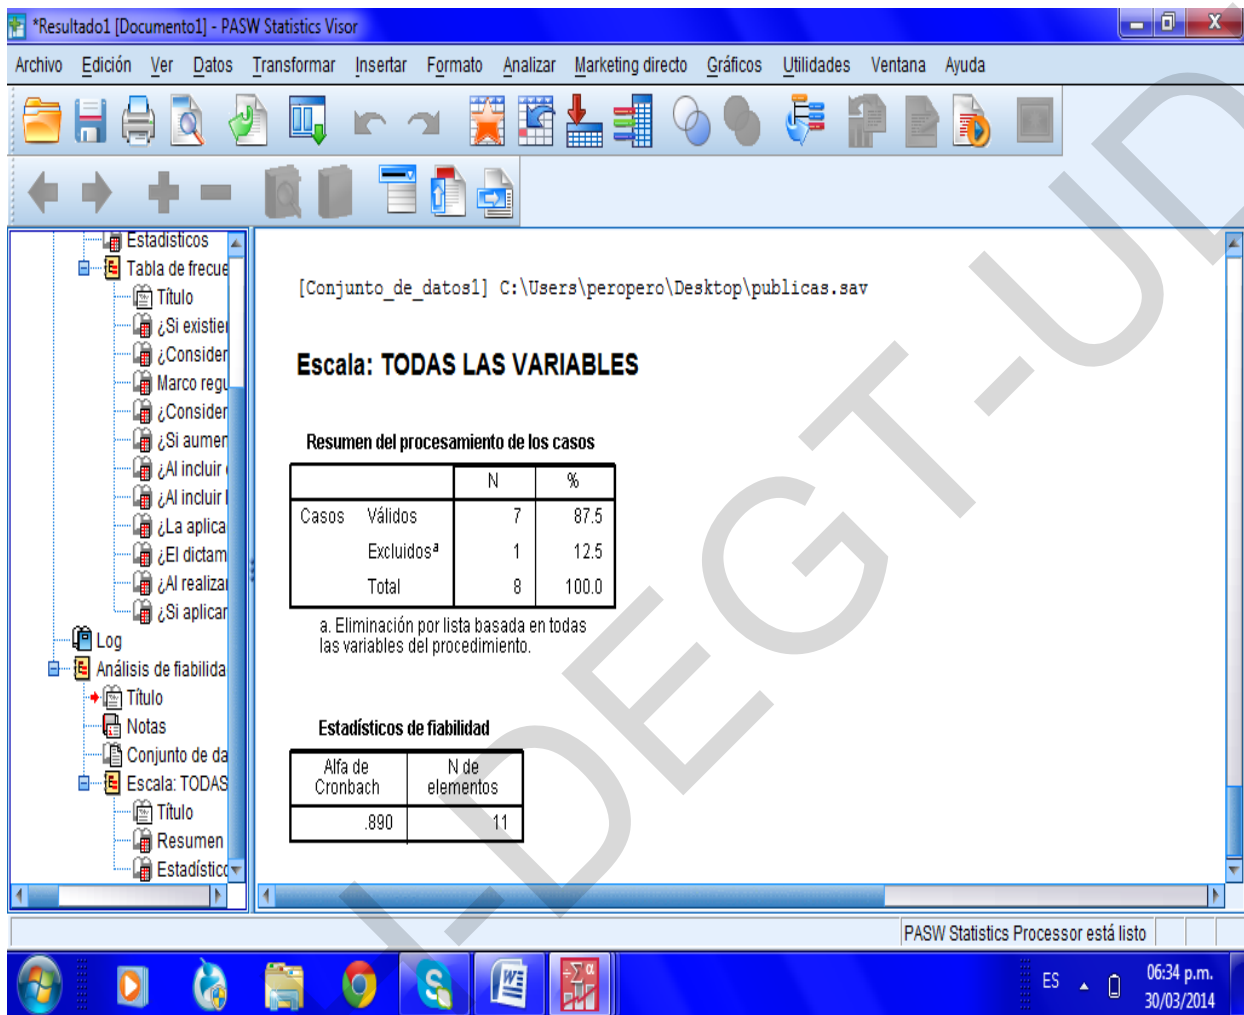 *Resultado1 [Documento1] - PASW Statistics Visor
Archivo Edición Ver Datos Transformar Insertar Formato Analizar Marketing directo Gráficos Utilidades Ventana Ayuda
Estadisticos
Tabla de frecue
Título
¿Si existier
¿Consider
Marco regu
¿Consider
¿Si aumen
¿Al incluir
¿Al incluir l
¿La aplica
¿El dictam
¿Al realizar
¿Si aplicar
Log
Análisis de fiabilida
Título
Notas
Conjunto de da
Escala: TODAS
Título
Resumen
Estadístico
[Conjunto_de_datos1] C:\Users\peropero\Desktop\publicas.sav
Escala: TODAS LAS VARIABLES
Resumen del procesamiento de los casos
N %
Casos Válidos 7 87.5
Excluidosª 1 12.5
Total 8 100.0
a. Eliminación por lista basada en todas
las variables del procedimiento.
Estadísticos de fiabilidad
Alfa de Cronbach N de elementos
.890 11
PASW Statistics Processor está listo
ES 06:34 p.m.
30/03/2014
I-DEGT-UD